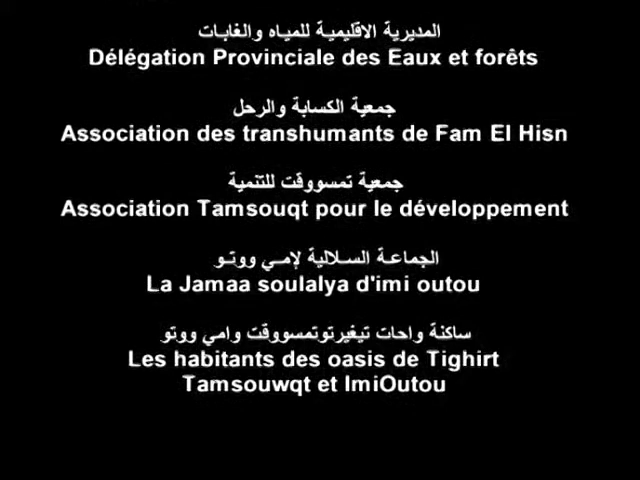 المديرية الاقليمية للمياه والغابات
Délégation Provinciale des Eaux et forêts
جمعية الكسابة والرحل
Association des transhumants de Fam El Hisn
جمعية تمسووقت للتنمية
Association Tamsouqt pour le développement
الجماعة السلالية لإمي ووتو
La Jamaa soulalya d'imi outou
ساكنة واحات تيغيرتوتمسووقت وامي ووتو
Les habitants des oasis de Tighirt
Tamsouwqt et ImiOutou